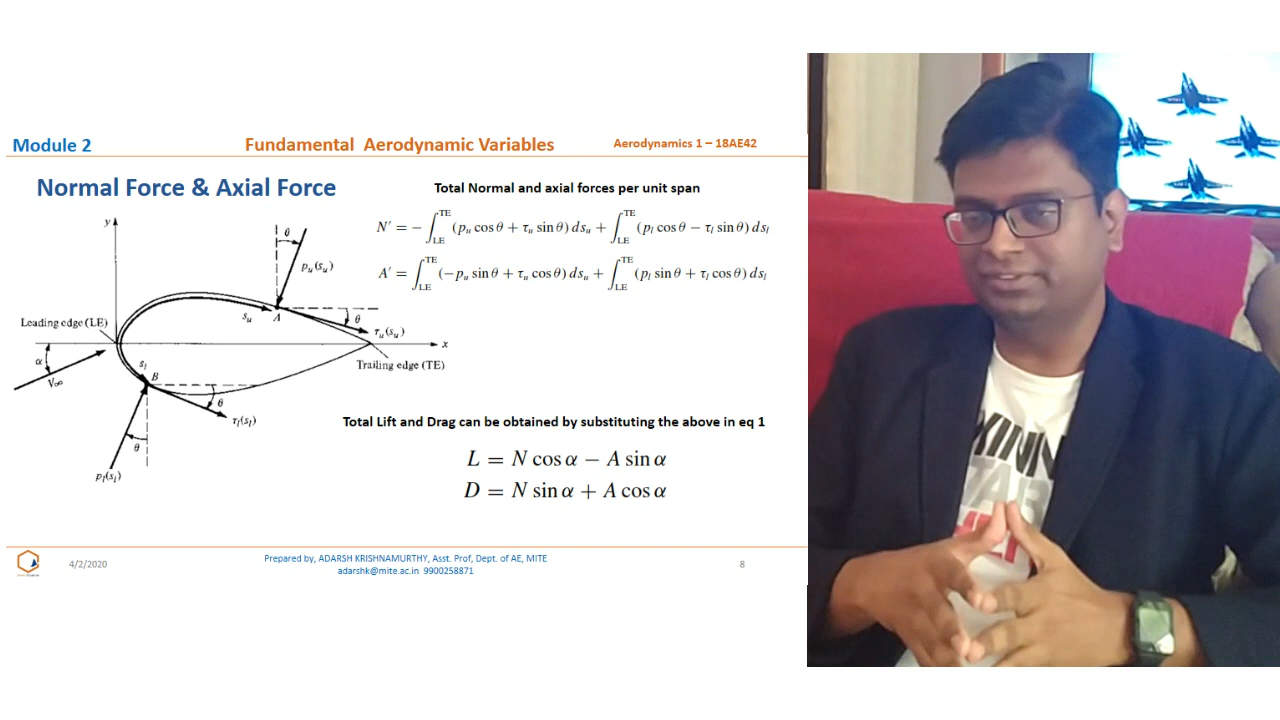 Module 2
Fundamental Aerodynamic Variables
Aerodynamics 1 – 18AE42
Normal Force & Axial Force
Total Normal and axial forces per unit span
N′ = −∫_LE^TE (p_u cos θ + τ_u sin θ) ds_u + ∫_LE^TE (p_l cos θ − τ_l sin θ) ds_l
A′ = ∫_LE^TE (−p_u sin θ + τ_u cos θ) ds_u + ∫_LE^TE (p_l sin θ + τ_l cos θ) ds_l
y
θ
p_u(s_u)
s_u
A
θ
τ_u(s_u)
Leading edge (LE)
x
Trailing edge (TE)
α
V∞
s_l
B
θ
τ_l(s_l)
θ
p_l(s_l)
Total Lift and Drag can be obtained by substituting the above in eq 1
L = N cos α − A sin α
D = N sin α + A cos α
4/2/2020
Prepared by, ADARSH KRISHNAMURTHY, Asst. Prof, Dept. of AE, MITE
adarshk@mite.ac.in 9900258871
8